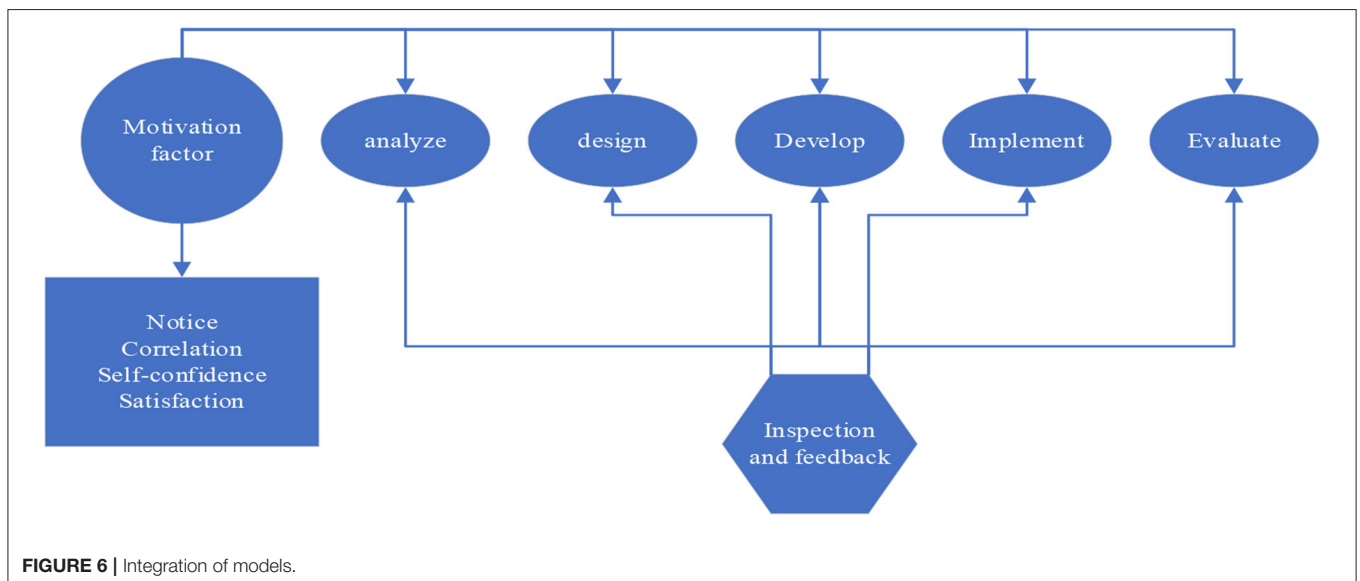 Motivation
factor
analyze
design
Develop
Implement
Evaluate
Notice
Correlation
Self-confidence
Satisfaction
Inspection
and feedback
FIGURE 6 | Integration of models.